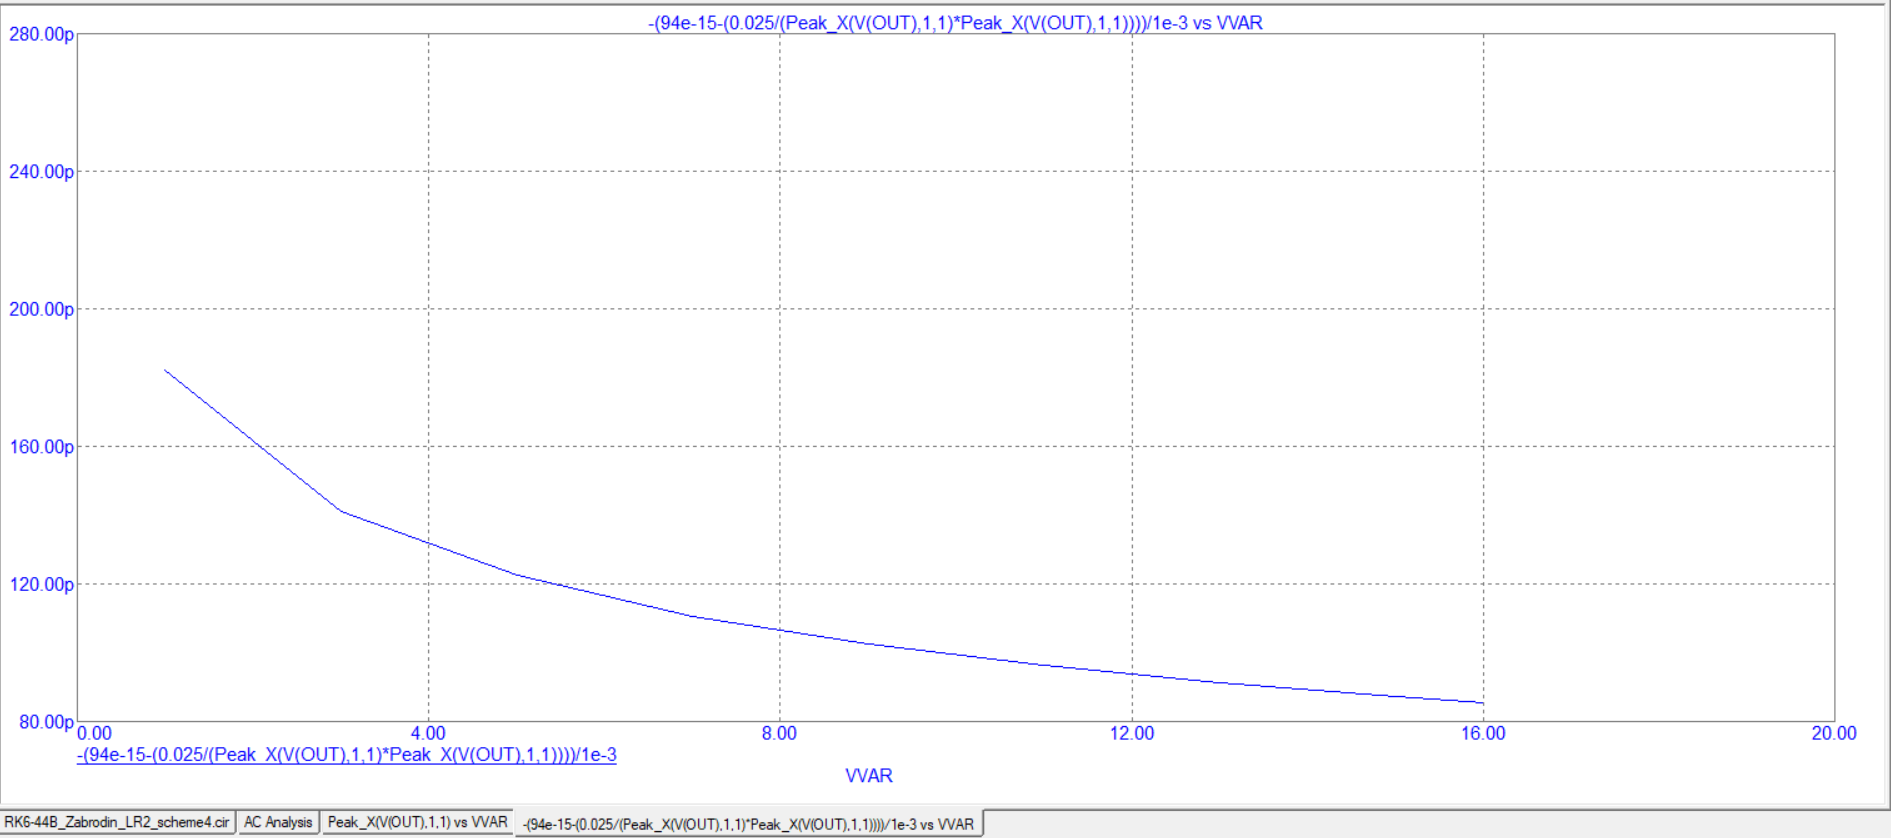 -(94e-15-(0.025/(Peak_X(V(OUT),1,1)*Peak_X(V(OUT),1,1))))/1e-3 vs VVAR
280.00p
240.00p
200.00p
160.00p
120.00p
80.00p
0.00 4.00 8.00 12.00 16.00 20.00
-(94e-15-(0.025/(Peak_X(V(OUT),1,1)*Peak_X(V(OUT),1,1))))/1e-3
VVAR
RK6-44B_Zabrodin_LR2_scheme4.cir AC Analysis Peak_X(V(OUT),1,1) vs VVAR -(94e-15-(0.025/(Peak_X(V(OUT),1,1)*Peak_X(V(OUT),1,1))))/1e-3 vs VVAR